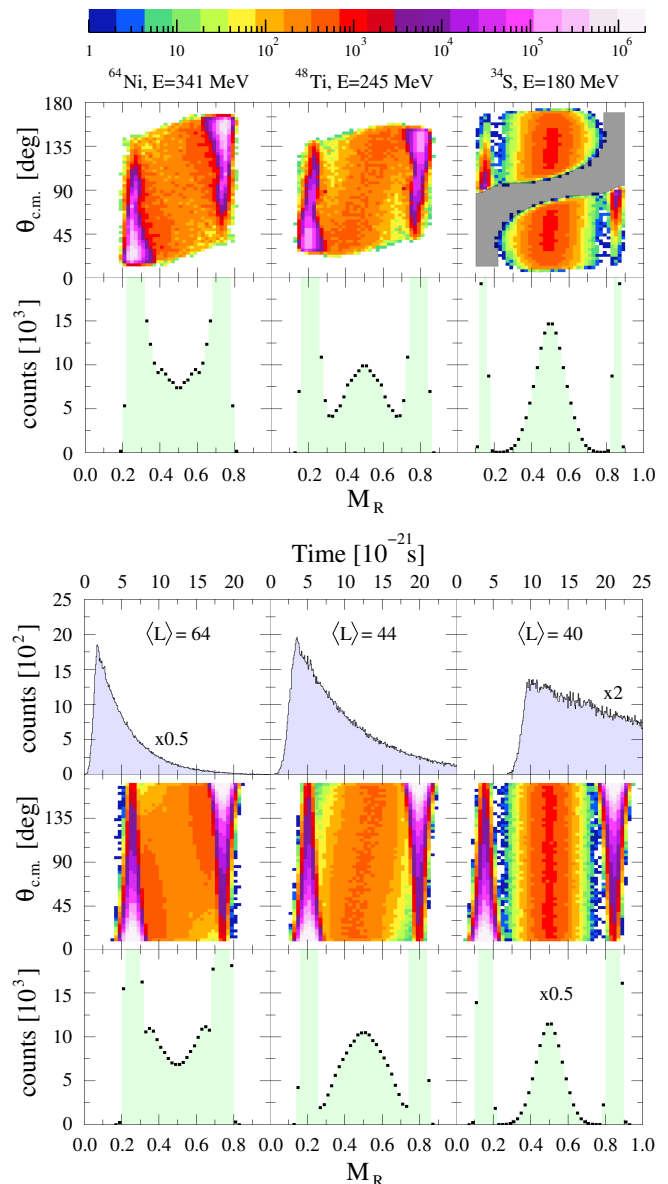 1 10 10² 10³ 10⁴ 10⁵ 10⁶
⁶⁴Ni, E=341 MeV ⁴⁸Ti, E=245 MeV ³⁴S, E=180 MeV
180
135
90
45
0
θc.m. [deg]
15
10
5
0
counts [10³]
0.0 0.2 0.4 0.6 0.8 0.2 0.4 0.6 0.8 0.2 0.4 0.6 0.8 1.0
M R
Time [10⁻²¹s]
0 5 10 15 20 0 5 10 15 20 0 5 10 15 20 25
25
20
15
10
5
0
counts [10²]
⟨L⟩= 64 ⟨L⟩= 44 ⟨L⟩= 40
x0.5
x2
135
90
45
0
θc.m. [deg]
15
10
5
0
counts [10³]
x0.5
0.0 0.2 0.4 0.6 0.8 0.2 0.4 0.6 0.8 0.2 0.4 0.6 0.8 1.0
M R